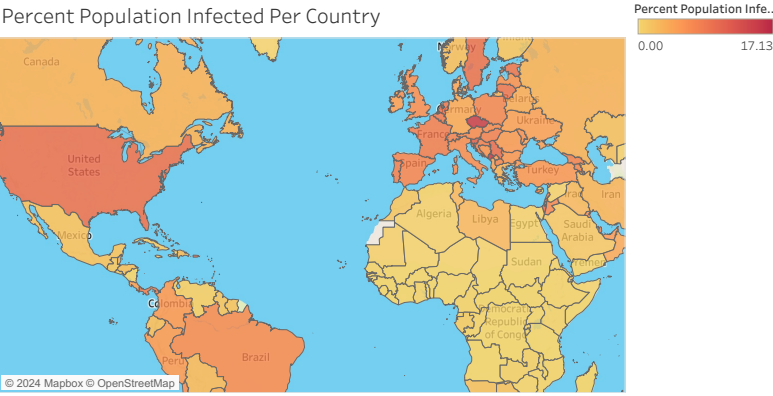 Percent Population Infected Per Country
Percent Population Infe..
0.00 17.13
Canada
Norway
Belarus
Germany
Ukraine
France
United
States
Spain
Turkey
Iraq
Iran
Algeria
Libya
Egypt
Saudi
Arabia
Mexico
Sudan
Yemen
Colombia
Democratic
Republic
of Congo
Peru
Brazil
© 2024 Mapbox © OpenStreetMap